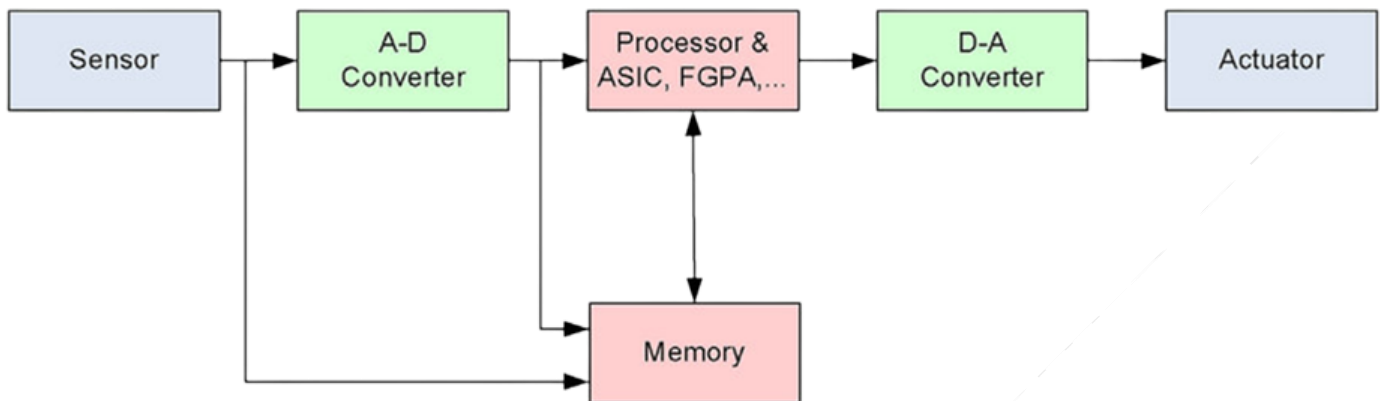 Sensor
A-D
Converter
Processor &
ASIC, FGPA,...
D-A
Converter
Actuator
Memory